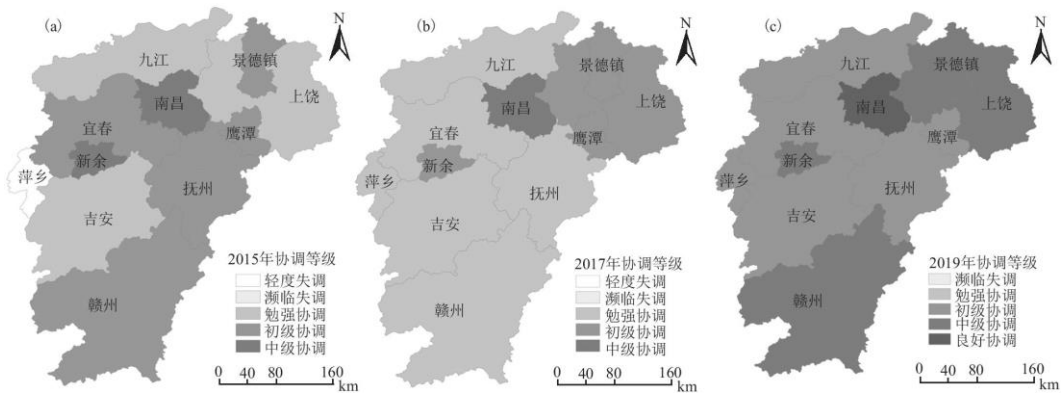 (a)
N
九江
景德镇
南昌
上饶
宜春
鹰潭
新余
萍乡
抚州
吉安
赣州
2015年协调等级
轻度失调
濒临失调
勉强协调
初级协调
中级协调
0 40 80 160
km
(b)
N
九江
景德镇
南昌
上饶
宜春
鹰潭
新余
萍乡
抚州
吉安
赣州
2017年协调等级
轻度失调
濒临失调
勉强协调
初级协调
中级协调
0 40 80 160
km
(c)
N
九江
景德镇
南昌
上饶
宜春
鹰潭
新余
萍乡
抚州
吉安
赣州
2019年协调等级
濒临失调
勉强协调
初级协调
中级协调
良好协调
0 40 80 160
km